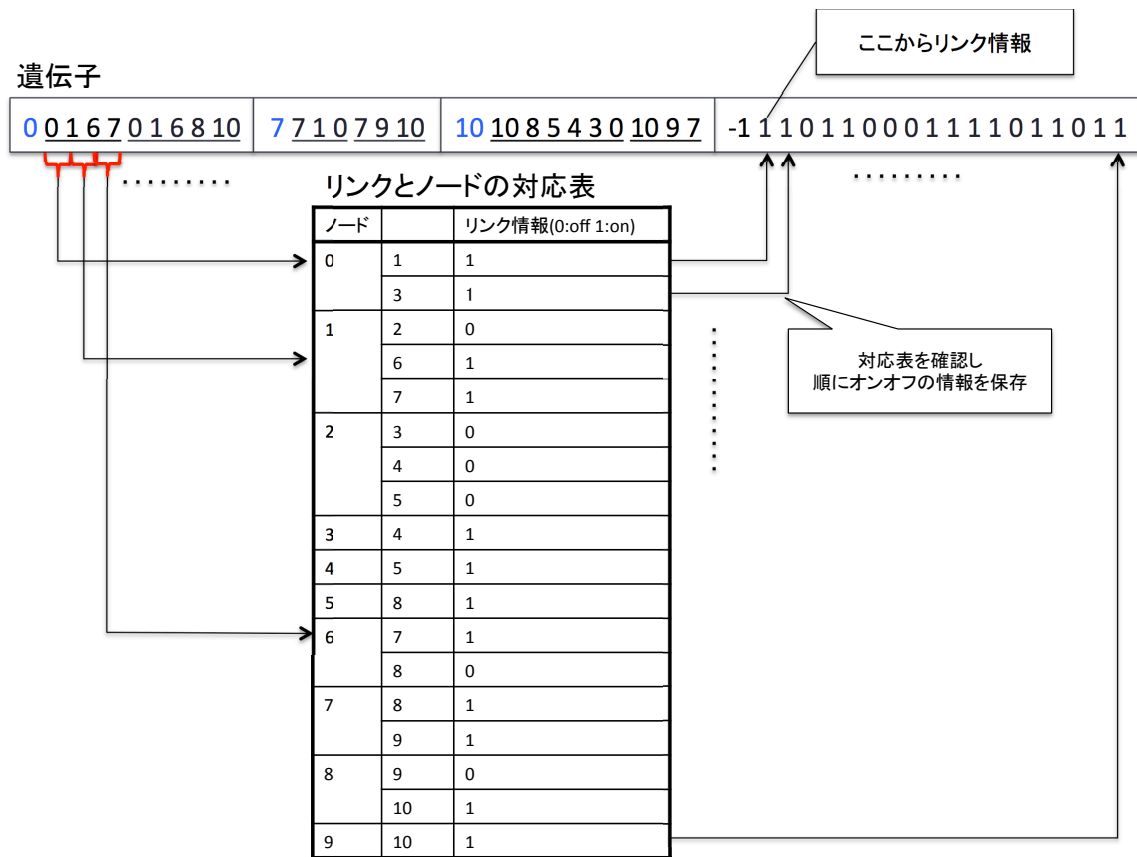 ここからリンク情報
遺伝子
0 0 1 6 7 0 1 6 8 10 7 7 1 0 7 9 10 10 10 8 5 4 3 0 10 9 7 -1 1 1 0 1 1 0 0 0 1 1 1 1 0 1 1 0 1 1
・・・・・・・・・ ・・・・・・・・・
リンクとノードの対応表
ノード リンク情報(0:off 1:on)
0 1 1
3 1
1 2 0
6 1
7 1
対応表を確認し
順にオンオフの情報を保存
2 3 0
4 0
5 0
3 4 1
4 5 1
5 8 1
6 7 1
8 0
7 8 1
9 1
8 9 0
10 1
9 10 1